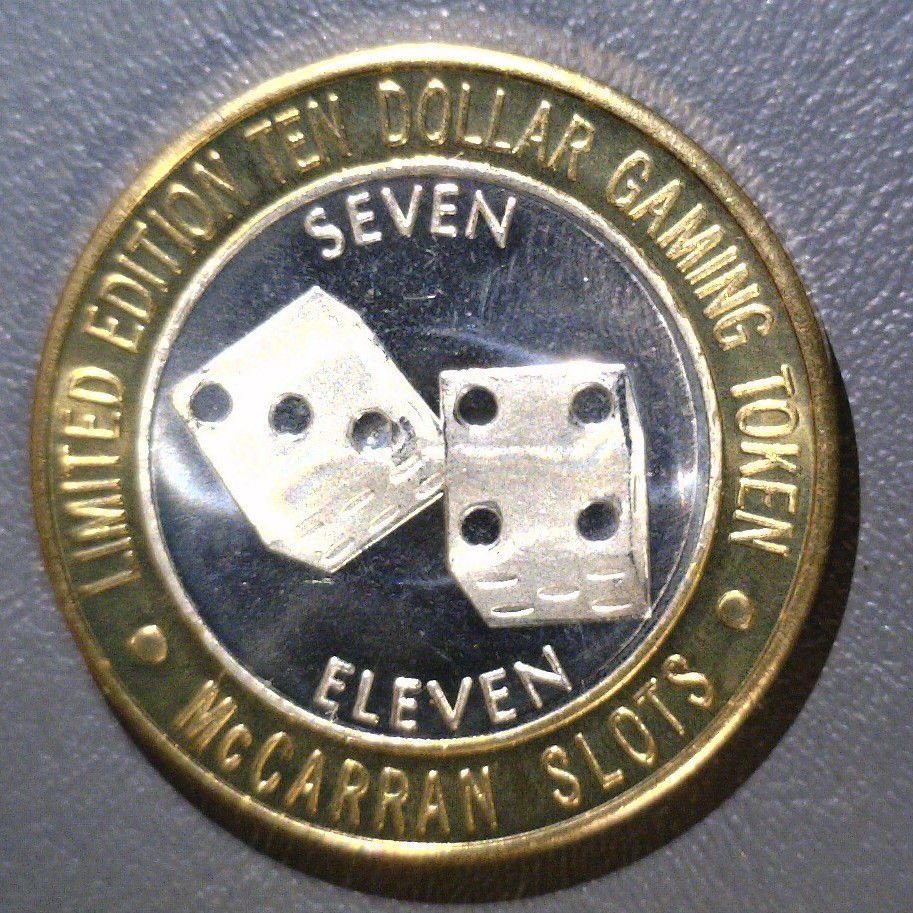 LIMITED EDITION TEN DOLLAR GAMING TOKEN
SEVEN
ELEVEN
McCARRAN SLOTS